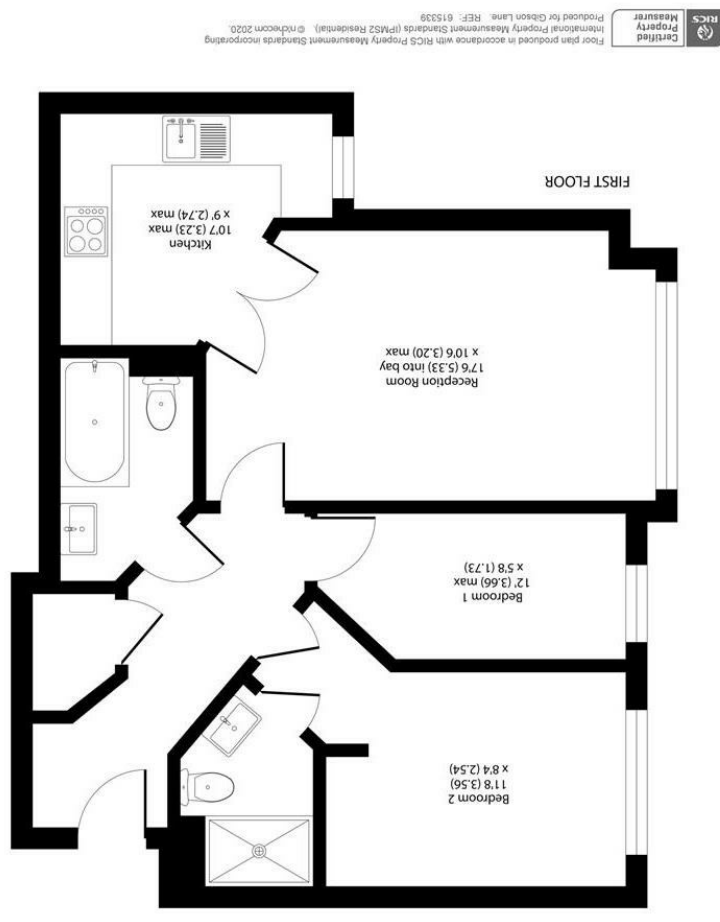 Bedroom 2
11'8 (3.56)
x 8'4 (2.54)
Bedroom 1
12' (3.66) max
x 5'8 (1.73)
Reception Room
17'6 (5.33) into bay
x 10'6 (3.20) max
Kitchen
10'7 (3.23) max
x 9' (2.74) max
FIRST FLOOR
RICS
Certified
Property
Measurer
Floor plan produced in accordance with RICS Property Measurement Standards incorporating
International Property Measurement Standards (IPMS2 Residential). ©nichecom 2020.
Produced for Gibson Lane. REF: 615339